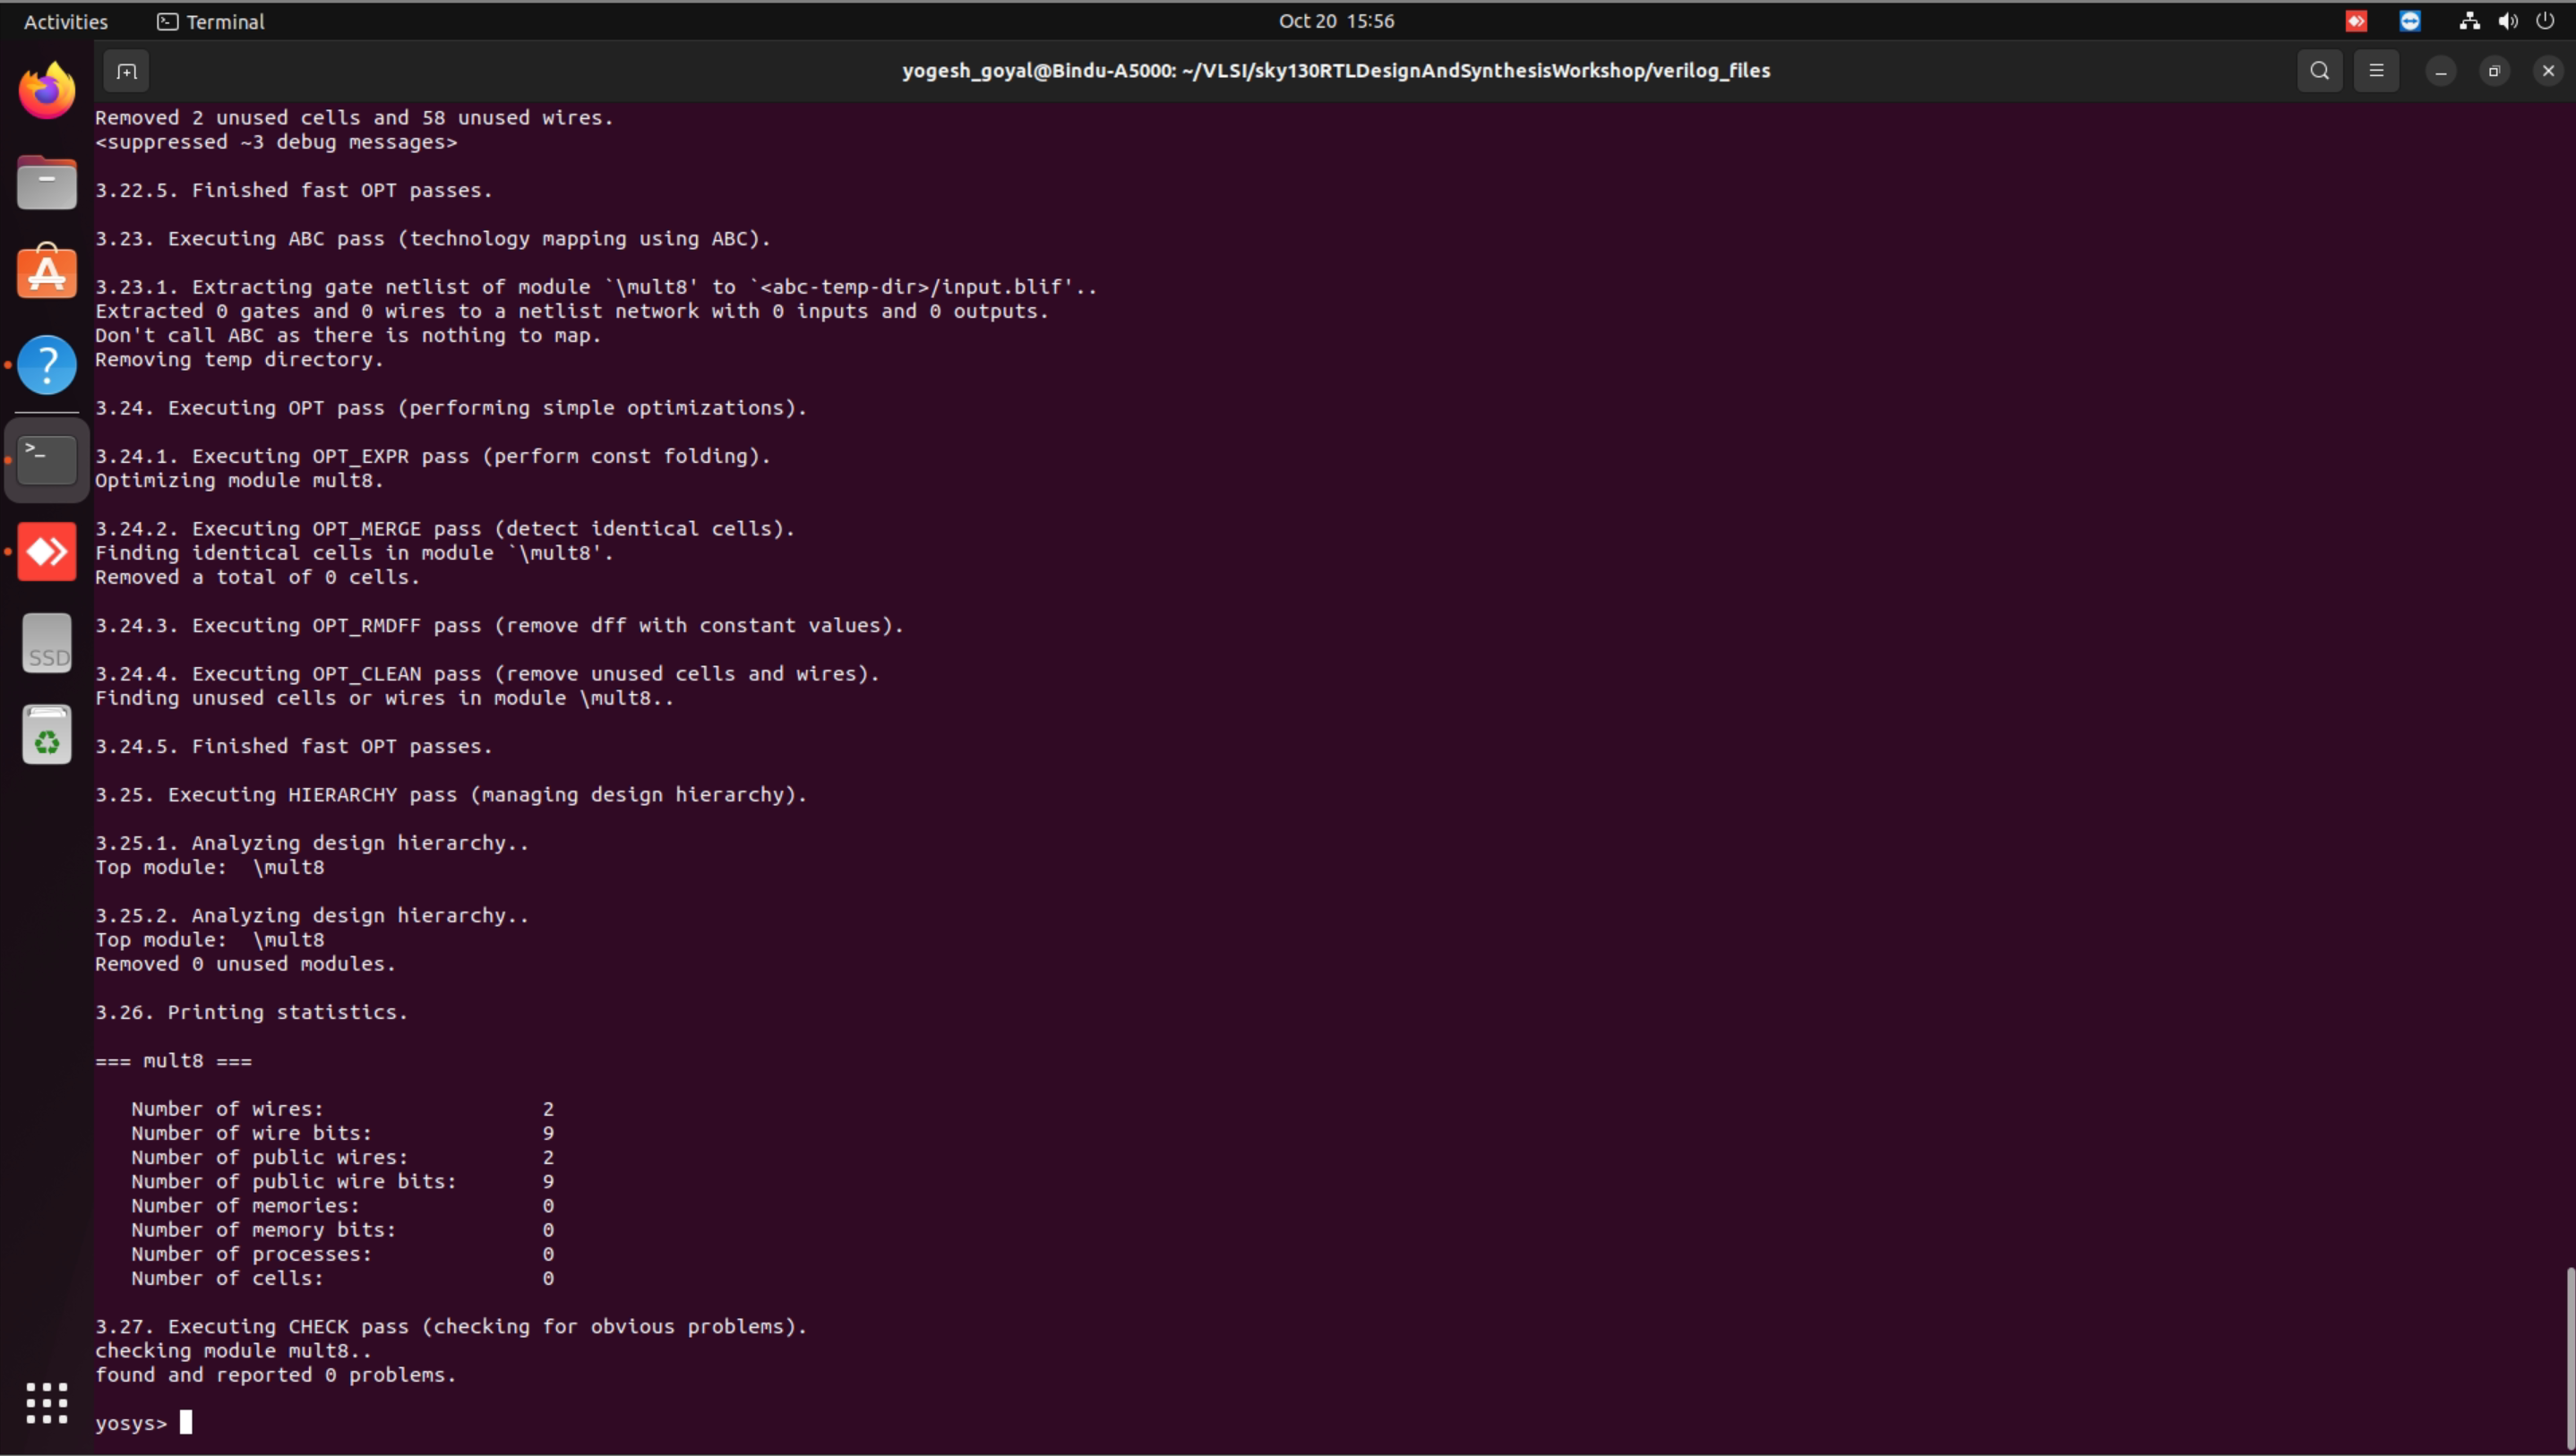 Activities Terminal Oct 20 15:56
yogesh_goyal@Bindu-A5000: ~/VLSI/sky130RTLDesignAndSynthesisWorkshop/verilog_files
Removed 2 unused cells and 58 unused wires.
<suppressed ~3 debug messages>
3.22.5. Finished fast OPT passes.
3.23. Executing ABC pass (technology mapping using ABC).
3.23.1. Extracting gate netlist of module `\mult8' to `<abc-temp-dir>/input.blif'..
Extracted 0 gates and 0 wires to a netlist network with 0 inputs and 0 outputs.
Don't call ABC as there is nothing to map.
Removing temp directory.
3.24. Executing OPT pass (performing simple optimizations).
3.24.1. Executing OPT_EXPR pass (perform const folding).
Optimizing module mult8.
3.24.2. Executing OPT_MERGE pass (detect identical cells).
Finding identical cells in module `\mult8'.
Removed a total of 0 cells.
3.24.3. Executing OPT_RMDFF pass (remove dff with constant values).
3.24.4. Executing OPT_CLEAN pass (remove unused cells and wires).
Finding unused cells or wires in module \mult8..
3.24.5. Finished fast OPT passes.
3.25. Executing HIERARCHY pass (managing design hierarchy).
3.25.1. Analyzing design hierarchy..
Top module:  \mult8
3.25.2. Analyzing design hierarchy..
Top module:  \mult8
Removed 0 unused modules.
3.26. Printing statistics.
=== mult8 ===
Number of wires: 2
Number of wire bits: 9
Number of public wires: 2
Number of public wire bits: 9
Number of memories: 0
Number of memory bits: 0
Number of processes: 0
Number of cells: 0
3.27. Executing CHECK pass (checking for obvious problems).
checking module mult8..
found and reported 0 problems.
yosys>
SSD